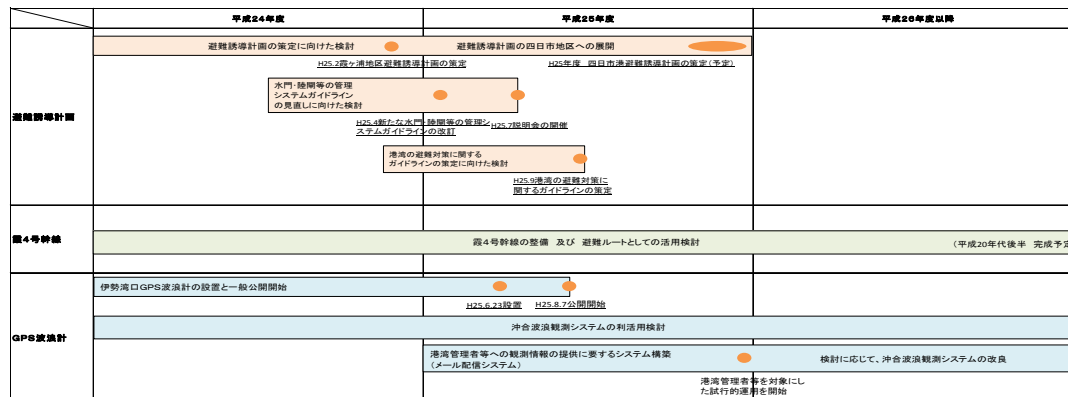 平成24年度
平成25年度
平成26年度以降
避難誘導計画
避難誘導計画の策定に向けた検討
避難誘導計画の四日市地区への展開
H25.2霞ヶ浦地区避難誘導計画の策定
H25年度 四日市港避難誘導計画の策定(予定)
水門・陸閘等の管理
システムガイドライン
の見直しに向けた検討
H25.4新たな水門・陸閘等の管理シ
ステムガイドラインの改訂
H25.7説明会の開催
港湾の避難対策に関する
ガイドラインの策定に向けた検討
H25.9港湾の避難対策に
関するガイドラインの策定
霞4号幹線
霞4号幹線の整備 及び 避難ルートとしての活用検討
(平成20年代後半 完成予定
GPS波浪計
伊勢湾口GPS波浪計の設置と一般公開開始
H25.6.23設置
H25.8.7公開開始
沖合波浪観測システムの利活用検討
港湾管理者等への観測情報の提供に要するシステム構築
(メール配信システム)
検討に応じて、沖合波浪観測システムの改良
港湾管理者等を対象にし
た試行的運用を開始